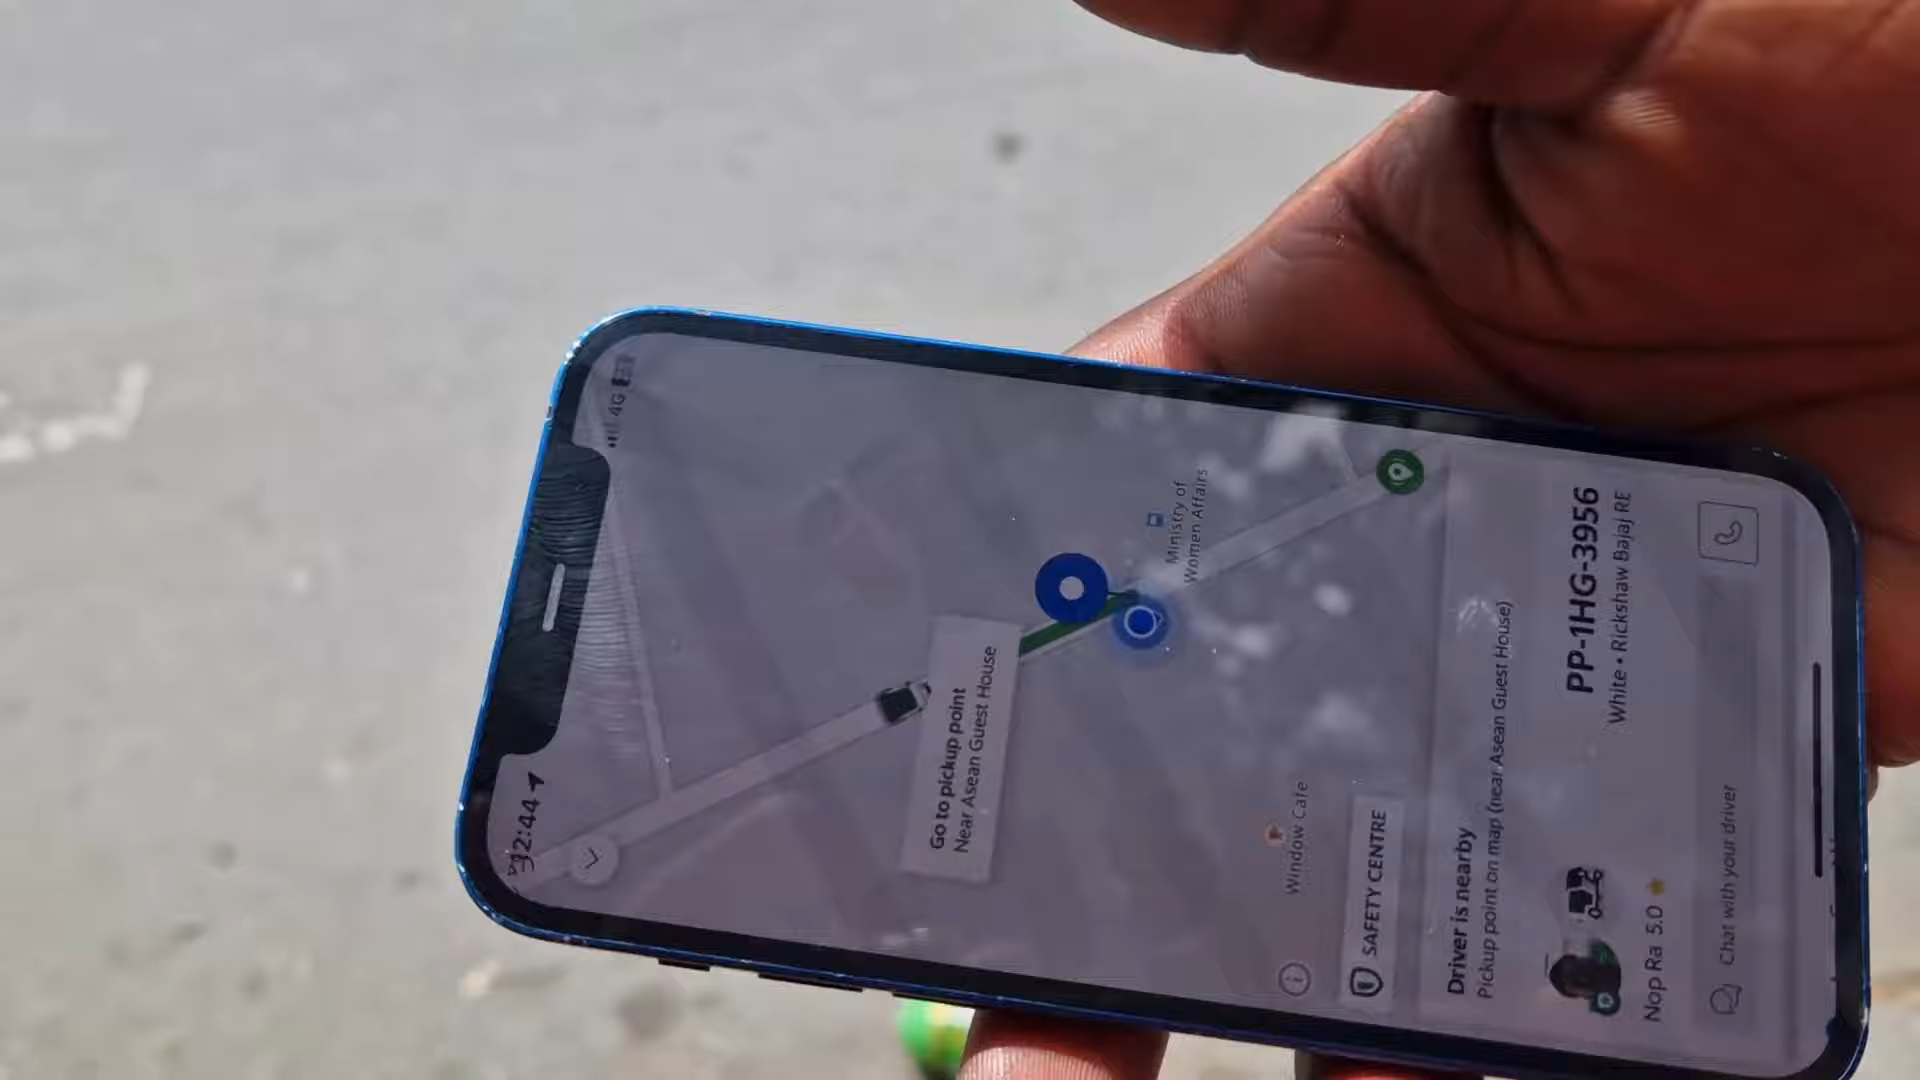 12:44
4G
Go to pickup point
Near Asean Guest House
Ministry of
Women Affairs
Window Cafe
SAFETY CENTRE
Driver is nearby
Pickup point on map (near Asean Guest House)
PP-1HG-3956
White • Rickshaw Bajaj RE
Nop Ra 5.0
Chat with your driver